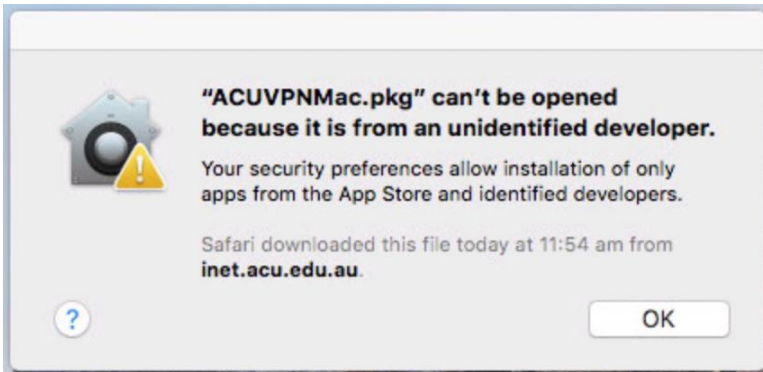 “ACUVPNMac.pkg” can’t be opened
because it is from an unidentified developer.
Your security preferences allow installation of only
apps from the App Store and identified developers.
Safari downloaded this file today at 11:54 am from
inet.acu.edu.au.
?
OK